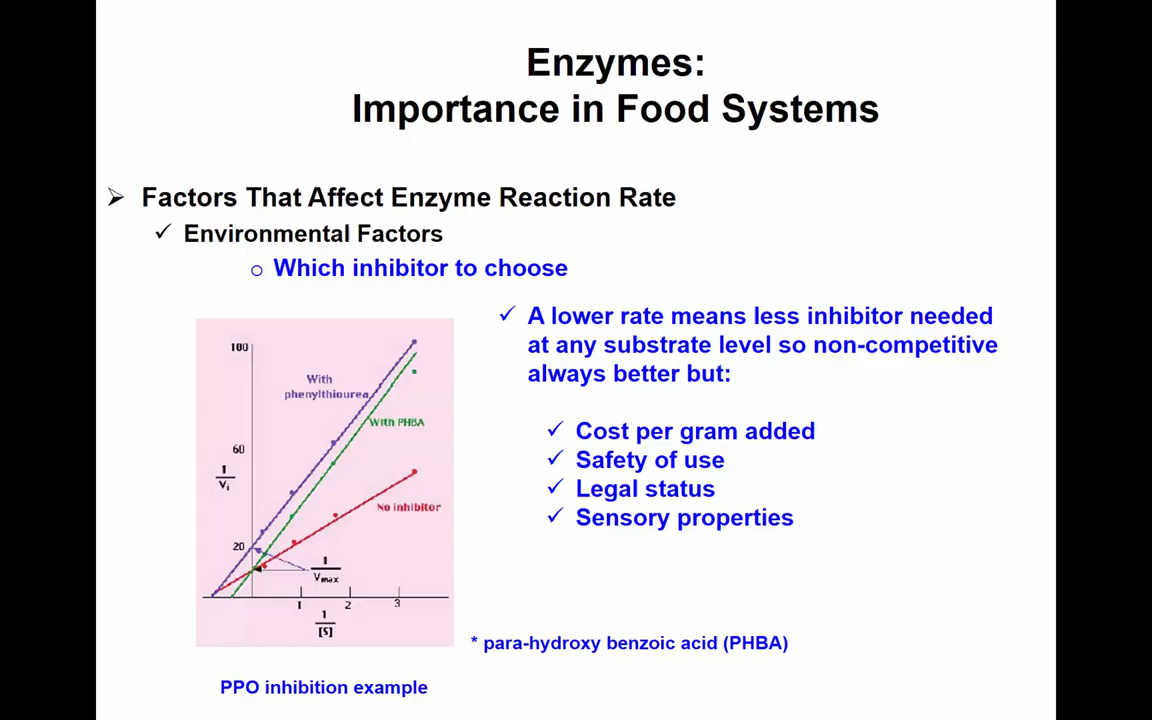 Enzymes:
Importance in Food Systems
➢ Factors That Affect Enzyme Reaction Rate
✓ Environmental Factors
o Which inhibitor to choose
✓ A lower rate means less inhibitor needed
at any substrate level so non-competitive
always better but:
✓ Cost per gram added
✓ Safety of use
✓ Legal status
✓ Sensory properties
100
With
phenylthiourea
With PHBA
60
1
Vi
No inhibitor
20
1
Vmax
1 2 3
1
[S]
* para-hydroxy benzoic acid (PHBA)
PPO inhibition example